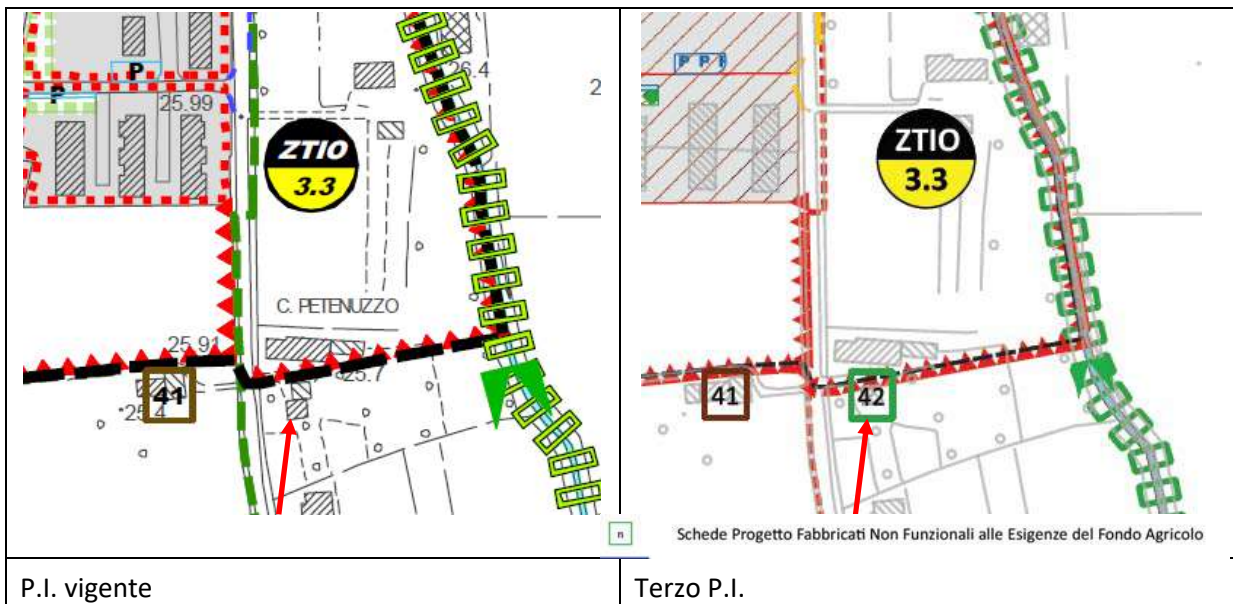 P
P
25.99
26.4
2
ZTIO
3.3
C. PETENUZZO
25.91
25.7
41
25.4
P.I. vigente
P P P
ZTIO
3.3
41
42
n
Schede Progetto Fabbricati Non Funzionali alle Esigenze del Fondo Agricolo
Terzo P.I.